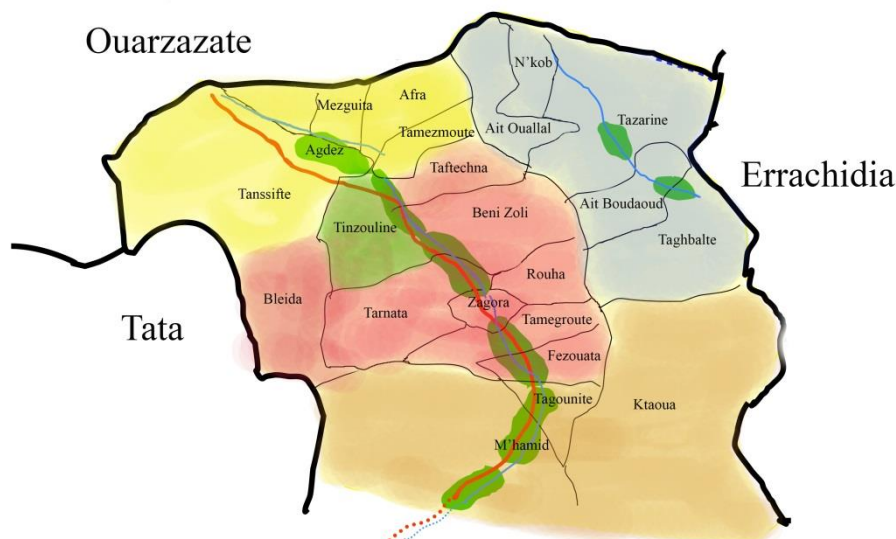 Ouarzazate
N'kob
Mezguita
Afra
Tazarine
Tamezmoute
Ait Ouallal
Agdez
Taftechna
Errachidia
Tanssifte
Ait Boudaoud
Beni Zoli
Tinzouline
Taghbalte
Rouha
Bleida
Zagora
Tarnata
Tamegroute
Tata
Fezouata
Tagounite
Ktaoua
M'hamid